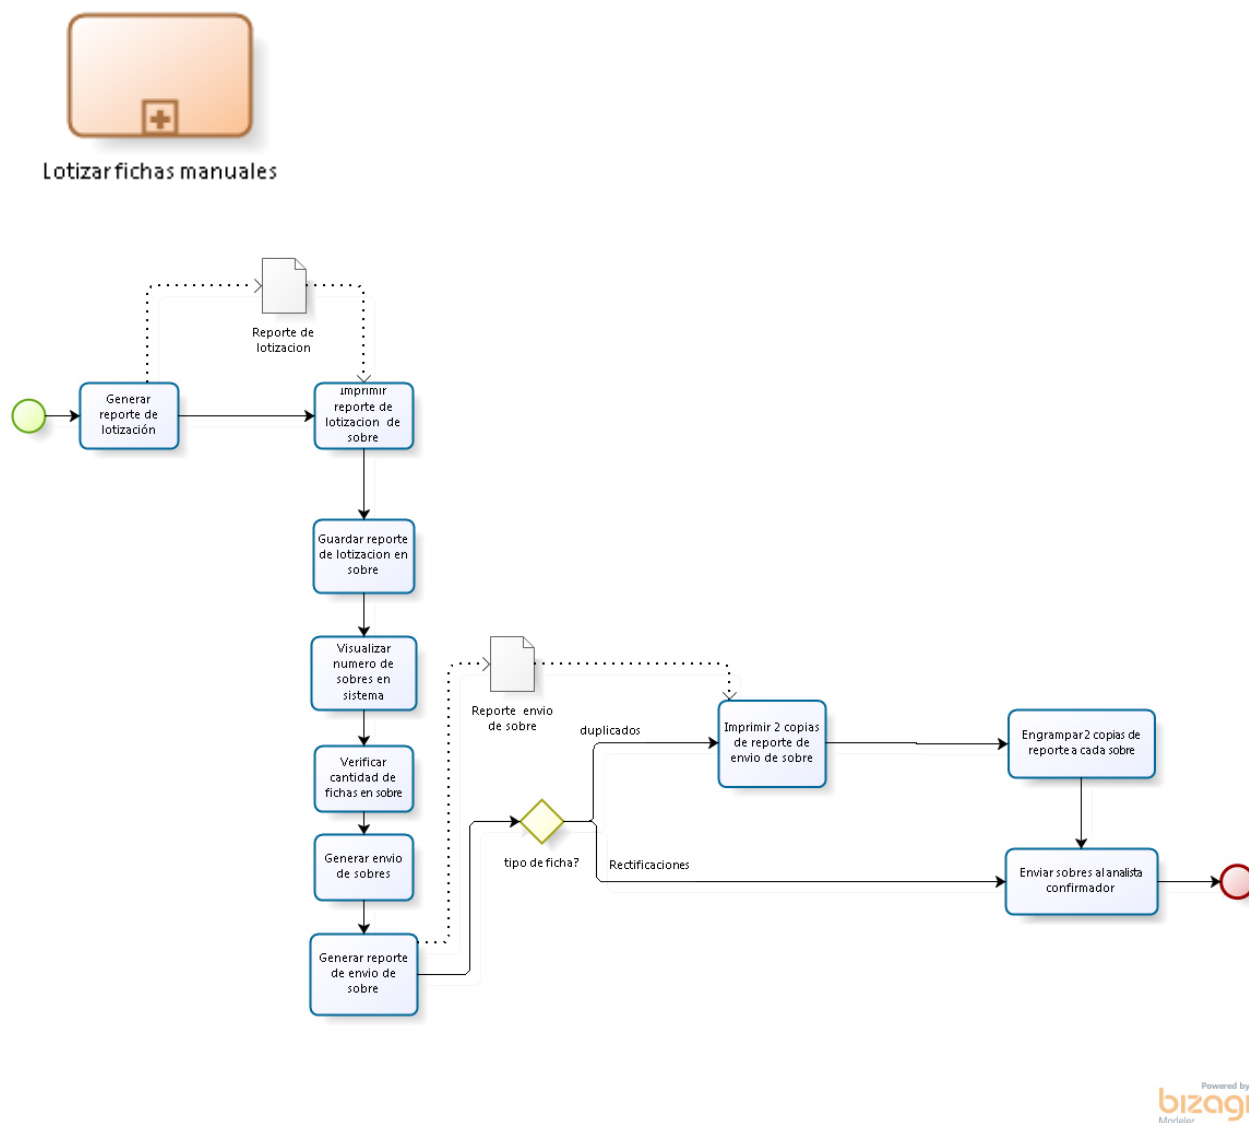 Lotizar fichas manuales
Reporte de
lotizacion
Generar
reporte de
lotización
Imprimir
reporte de
lotizacion de
sobre
Guardar reporte
de lotizacion en
sobre
Visualizar
numero de
sobres en
sistema
Verificar
cantidad de
fichas en sobre
Generar envio
de sobres
Generar reporte
de envio de
sobre
Reporte envio
de sobre
tipo de ficha?
duplicados
Rectificaciones
Imprimir 2 copias
de reporte de
envio de sobre
Engrampar 2 copias de
reporte a cada sobre
Enviar sobres al analista
confirmador
Powered by
bizagi
Modeler